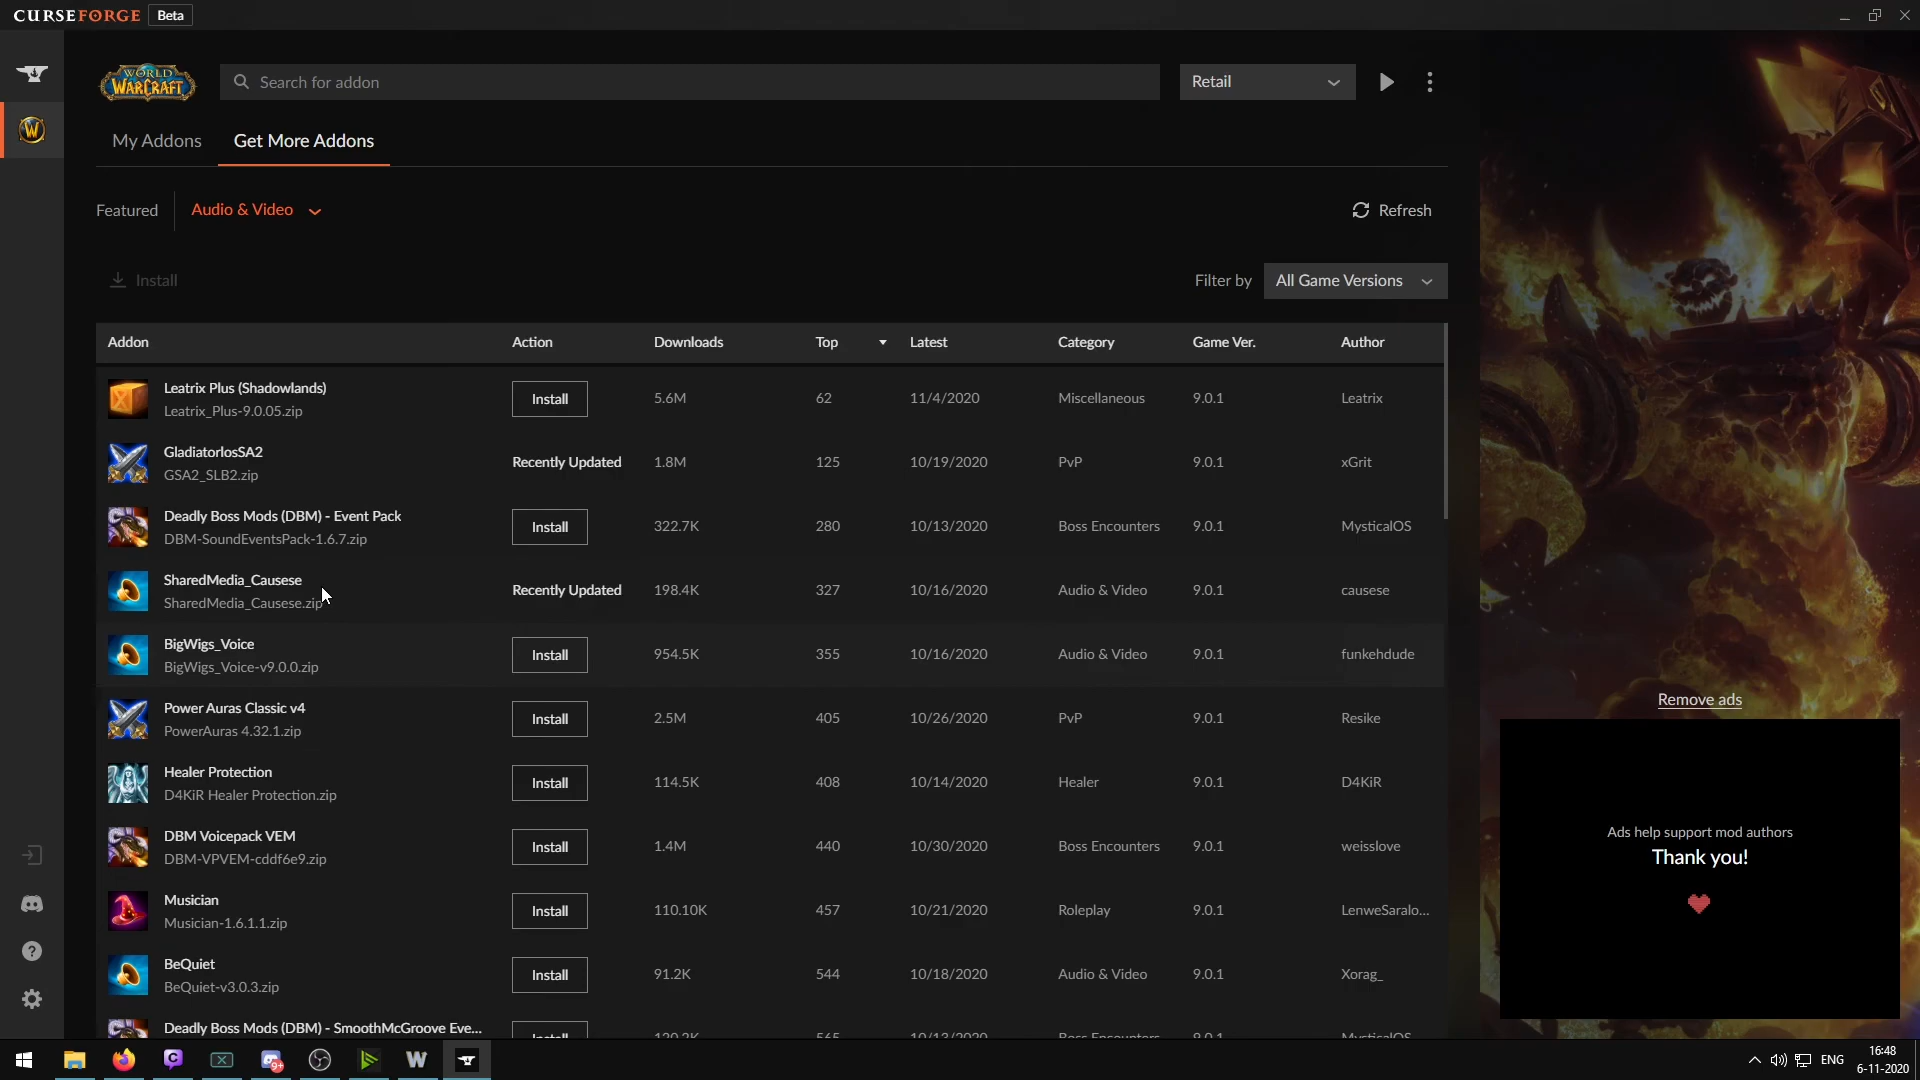 CURSEFORGE Beta
WORLD
WARCRAFT
Search for addon
Retail
My Addons
Get More Addons
Featured
Audio & Video
Refresh
Install
Filter by
All Game Versions
Addon Action Downloads Top Latest Category Game Ver. Author
Leatrix Plus (Shadowlands)
Leatrix_Plus-9.0.05.zip
Install 5.6M 62 11/4/2020 Miscellaneous 9.0.1 Leatrix
GladiatorlosSA2
GSA2_SLB2.zip
Recently Updated 1.8M 125 10/19/2020 PvP 9.0.1 xGrit
Deadly Boss Mods (DBM) - Event Pack
DBM-SoundEventsPack-1.6.7.zip
Install 322.7K 280 10/13/2020 Boss Encounters 9.0.1 MysticalOS
SharedMedia_Causese
SharedMedia_Causese.zip
Recently Updated 198.4K 327 10/16/2020 Audio & Video 9.0.1 causese
BigWigs_Voice
BigWigs_Voice-v9.0.0.zip
Install 954.5K 355 10/16/2020 Audio & Video 9.0.1 funkehdude
Power Auras Classic v4
PowerAuras 4.32.1.zip
Install 2.5M 405 10/26/2020 PvP 9.0.1 Resike
Healer Protection
D4KiR Healer Protection.zip
Install 114.5K 408 10/14/2020 Healer 9.0.1 D4KiR
DBM Voicepack VEM
DBM-VPVEM-cddf6e9.zip
Install 1.4M 440 10/30/2020 Boss Encounters 9.0.1 weisslove
Musician
Musician-1.6.1.1.zip
Install 110.10K 457 10/21/2020 Roleplay 9.0.1 LenweSaralo...
BeQuiet
BeQuiet-v3.0.3.zip
Install 91.2K 544 10/18/2020 Audio & Video 9.0.1 Xorag_
Deadly Boss Mods (DBM) - SmoothMcGroove Eve...
Remove ads
Ads help support mod authors
Thank you!
9+
ENG
16:48
6-11-2020